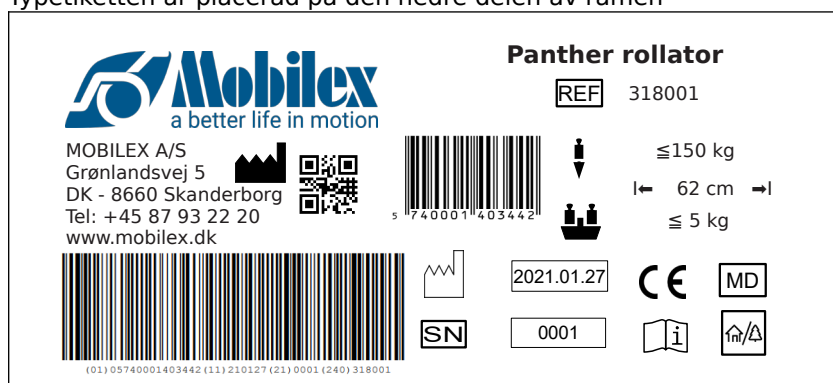 Typetiketten är placerad på den nedre delen av ramen
Mobilex
a better life in motion
Panther rollator
REF 318001
MOBILEX A/S
Grønlandsvej 5
DK - 8660 Skanderborg
Tel: +45 87 93 22 20
www.mobilex.dk
5 740001 403442
≦150 kg
62 cm
≦ 5 kg
2021.01.27
CE
MD
SN
0001
i
(01)05740001403442(11)210127(21)0001(240)318001